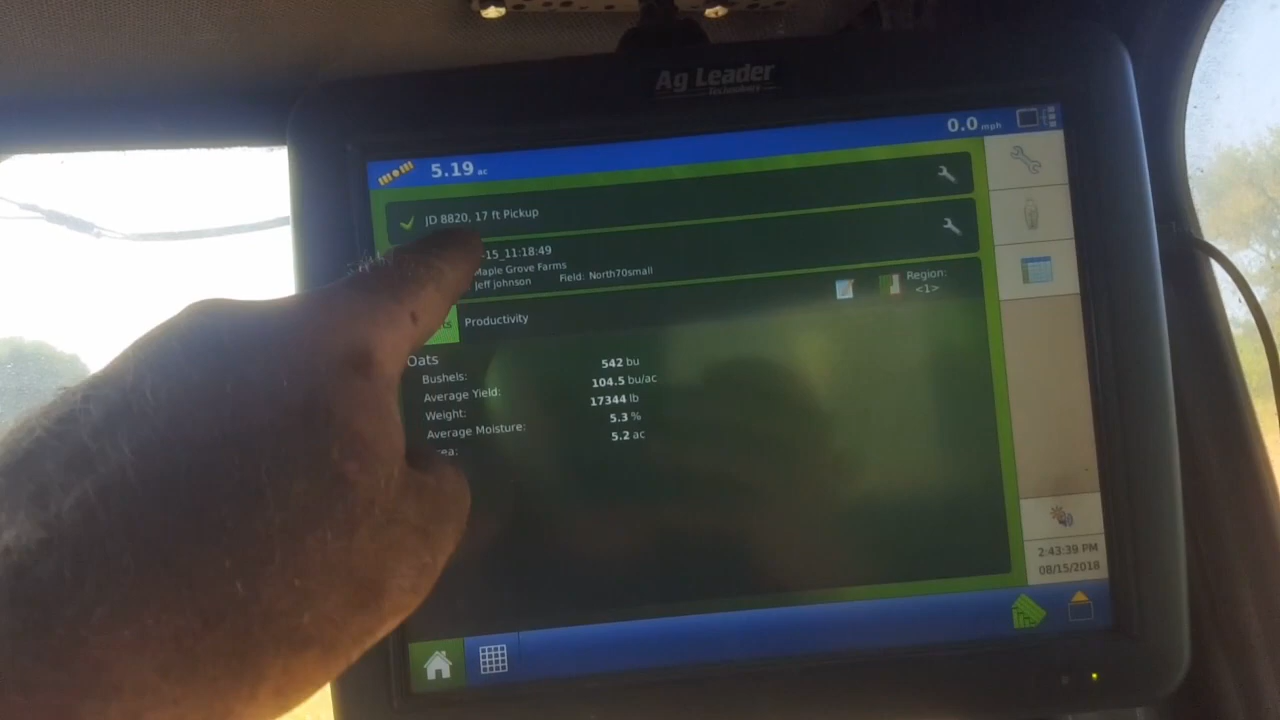 Ag Leader
Technology
5.19 ac
0.0 mph
JD 8820, 17 ft Pickup
-15_11:18:49
Maple Grove Farms
Jeff Johnson Field: North70small
Region:
<1>
Productivity
Oats
Bushels: 542 bu
Average Yield: 104.5 bu/ac
Weight: 17344 lb
Average Moisture: 5.3 %
5.2 ac
2:43:39 PM
08/15/2018